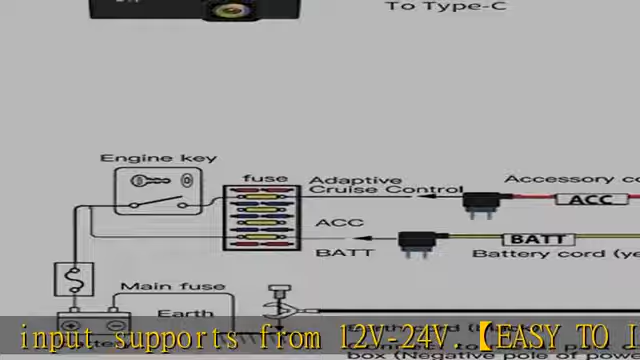 To Type-C
Engine key
fuse
Adaptive
Cruise Control
Accessory co
ACC
ACC
BATT
BATT
Battery cord (ye
Main fuse
Earth
input supports from 12V-24V.【EASY TO I
box (Negative pole of powe